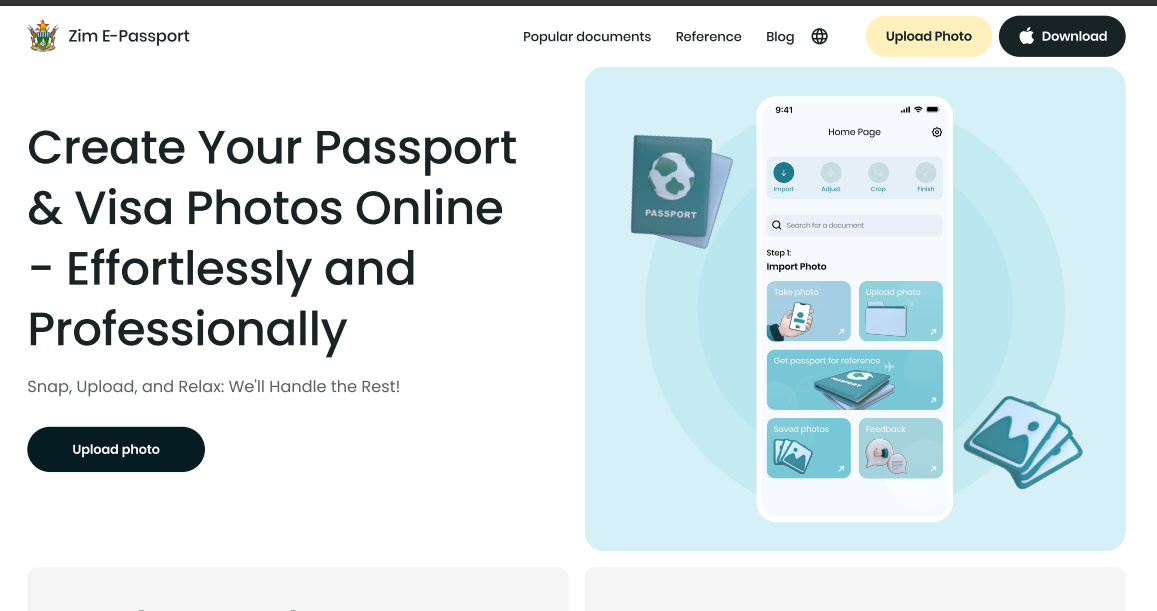 Zim E-Passport
Popular documents
Reference
Blog
Upload Photo
Download
Create Your Passport
& Visa Photos Online
- Effortlessly and
Professionally
Snap, Upload, and Relax: We'll Handle the Rest!
Upload photo
PASSPORT
9:41
Home Page
Import
Adjust
Crop
Finish
Search for a document
Step 1:
Import Photo
Take photo
Upload photo
Get passport for reference
PASSPORT
Saved photos
Feedback